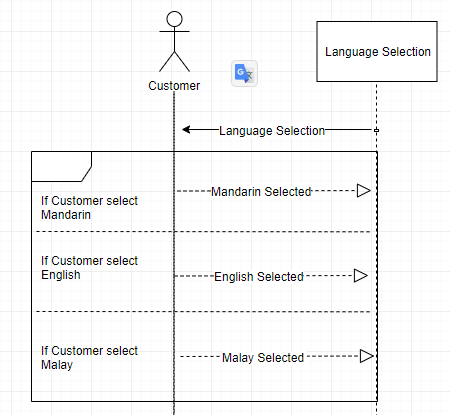 Language Selection
Customer
Language Selection
Mandarin Selected
If Customer select
Mandarin
If Customer select
English
English Selected
If Customer select
Malay
Malay Selected